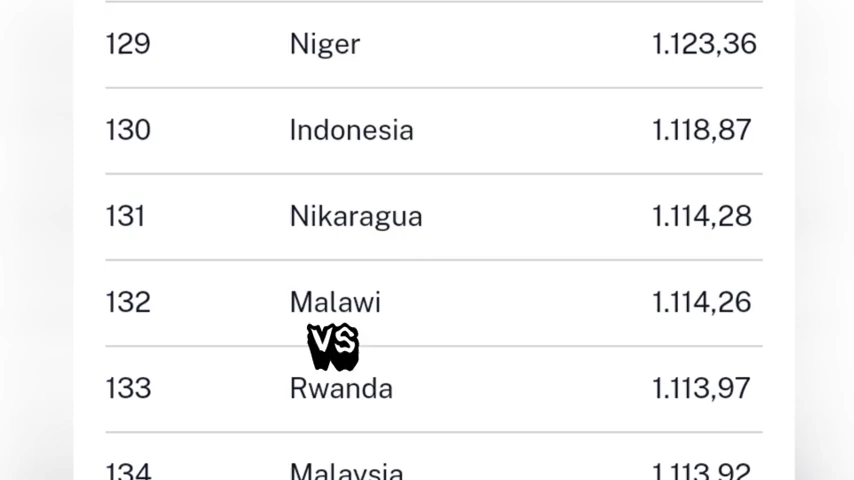 129 Niger 1.123,36
130 Indonesia 1.118,87
131 Nikaragua 1.114,28
132 Malawi 1.114,26
VS
133 Rwanda 1.113,97
134 Malaysia 1.113,92